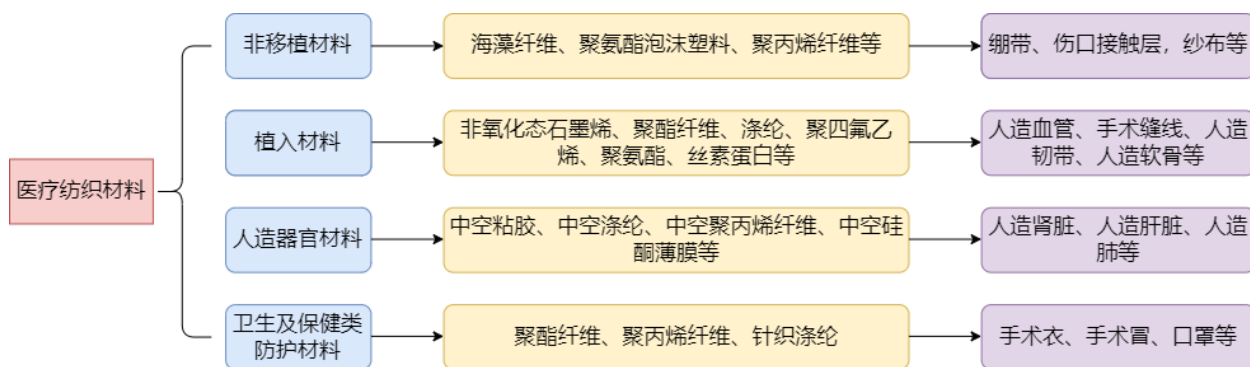 非移植材料
海藻纤维、聚氨酯泡沫塑料、聚丙烯纤维等
绷带、伤口接触层，纱布等
植入材料
非氧化态石墨烯、聚酯纤维、涤纶、聚四氟乙
烯、聚氨酯、丝素蛋白等
人造血管、手术缝线、人造
韧带、人造软骨等
医疗纺织材料
人造器官材料
中空粘胶、中空涤纶、中空聚丙烯纤维、中空硅
酮薄膜等
人造肾脏、人造肝脏、人造
肺等
卫生及保健类
防护材料
聚酯纤维、聚丙烯纤维、针织涤纶
手术衣、手术冒、口罩等